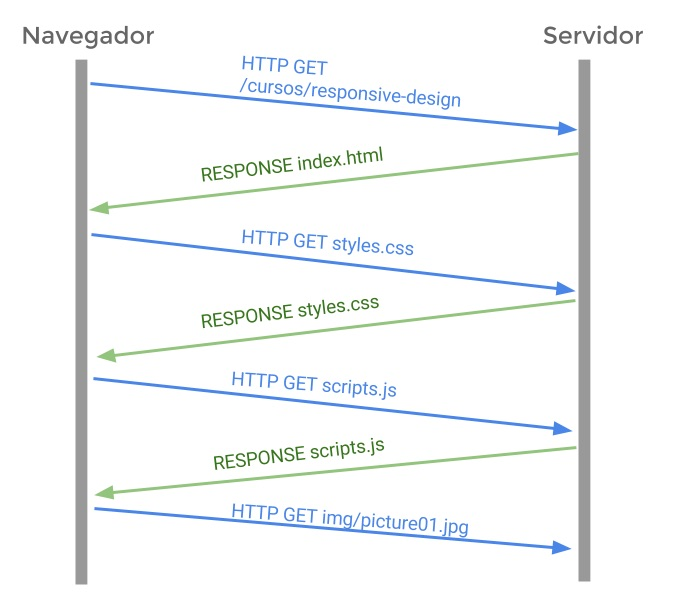 Navegador
Servidor
HTTP GET
/cursos/responsive-design
RESPONSE index.html
HTTP GET styles.css
RESPONSE styles.css
HTTP GET scripts.js
RESPONSE scripts.js
HTTP GET img/picture01.jpg